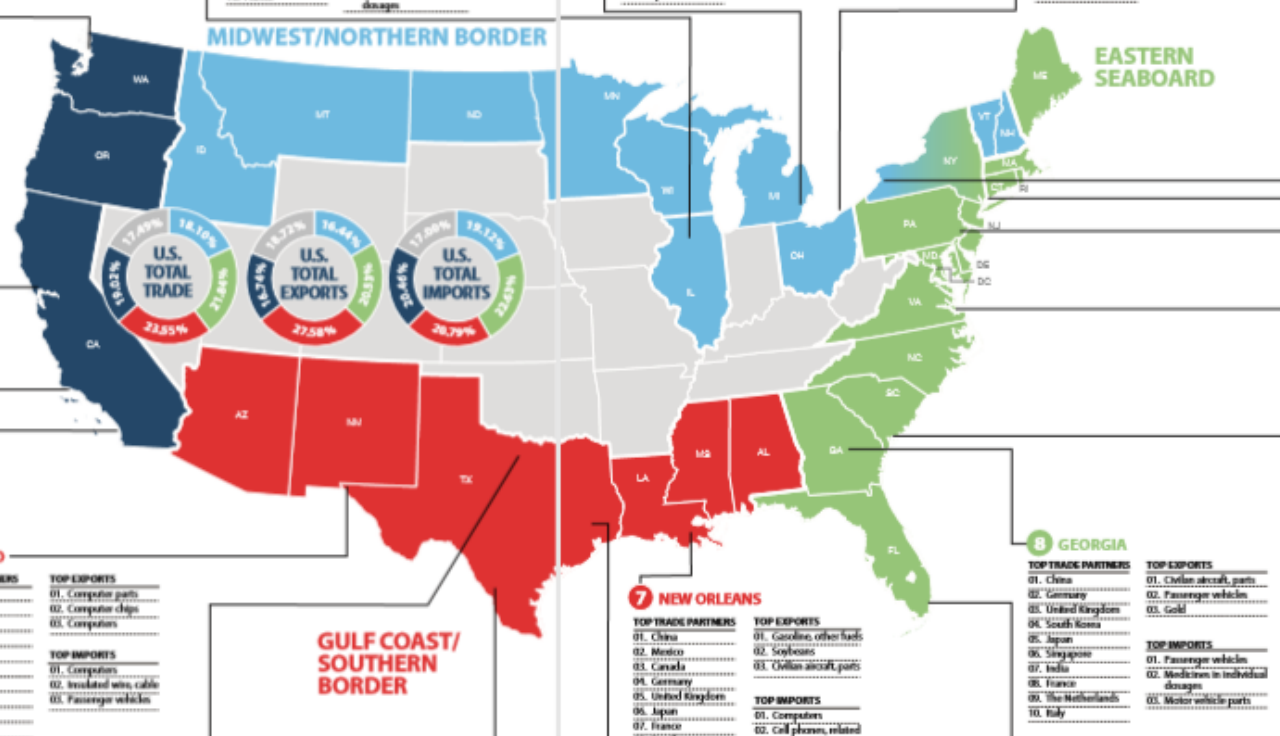 dosages
MIDWEST/NORTHERN BORDER
EASTERN
SEABOARD
WA
OR
CA
ID
MT
ND
MN
WI
MI
IL
OH
NY
VT
NH
ME
MA
CT
RI
PA
NJ
MD
DE
DC
VA
NC
SC
GA
FL
AL
MS
LA
TX
NM
AZ
17.49%
18.10%
21.84%
23.55%
19.02%
U.S.
TOTAL
TRADE
18.72%
16.44%
20.53%
27.58%
16.74%
U.S.
TOTAL
EXPORTS
17.00%
19.12%
22.63%
20.79%
20.46%
U.S.
TOTAL
IMPORTS
GULF COAST/
SOUTHERN
BORDER
TOP EXPORTS
01. Computer parts
02. Computer chips
03. Computers
TOP IMPORTS
01. Computers
02. Insulated wire, cable
03. Passenger vehicles
7 NEW ORLEANS
TOP TRADE PARTNERS
01. China
02. Mexico
03. Canada
04. Germany
05. United Kingdom
06. Japan
07. France
TOP EXPORTS
01. Gasoline, other fuels
02. Soybeans
03. Civilian aircraft, parts
TOP IMPORTS
01. Computers
02. Cell phones, related
8 GEORGIA
TOP TRADE PARTNERS
01. China
02. Germany
03. United Kingdom
04. South Korea
05. Japan
06. Singapore
07. India
08. France
09. The Netherlands
10. Italy
TOP EXPORTS
01. Civilian aircraft, parts
02. Passenger vehicles
03. Gold
TOP IMPORTS
01. Passenger vehicles
02. Medicines in individual
dosages
03. Motor vehicle parts